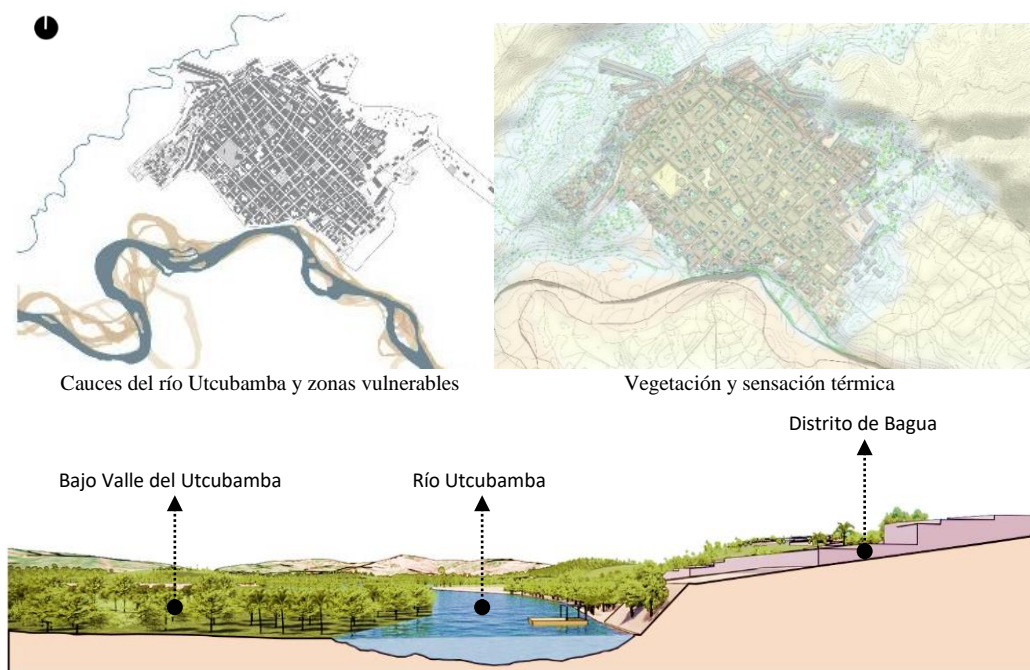 Cauces del río Utcubamba y zonas vulnerables
Vegetación y sensación térmica
Distrito de Bagua
Bajo Valle del Utcubamba
Río Utcubamba